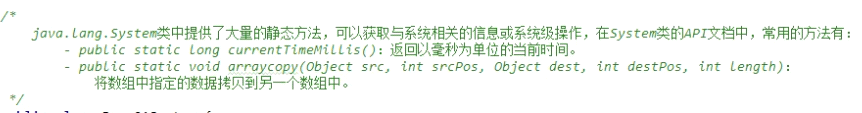 /*
java.lang.System类中提供了大量的静态方法，可以获取与系统相关的信息或系统级操作，在System类的API文档中，常用的方法有：
- public static long currentTimeMillis()：返回以毫秒为单位的当前时间。
- public static void arraycopy(Object src, int srcPos, Object dest, int destPos, int length)：
将数组中指定的数据拷贝到另一个数组中。
*/